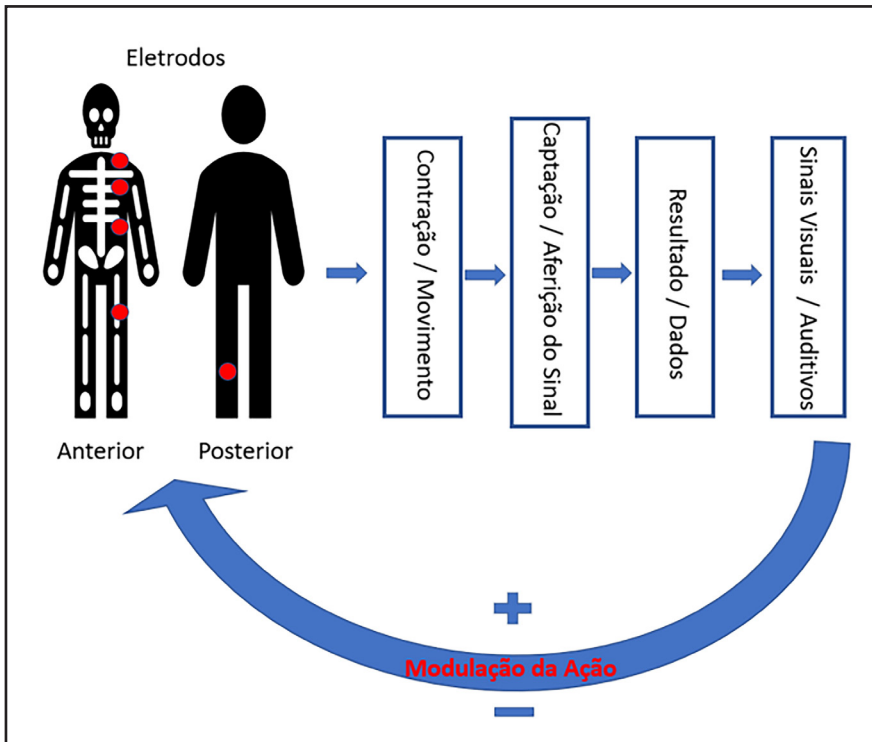 Eletrodos
Anterior
Posterior
Contração / Movimento
Captação / Aferição do Sinal
Resultado / Dados
Sinais Visuais / Auditivos
+
Modulação da Ação
−